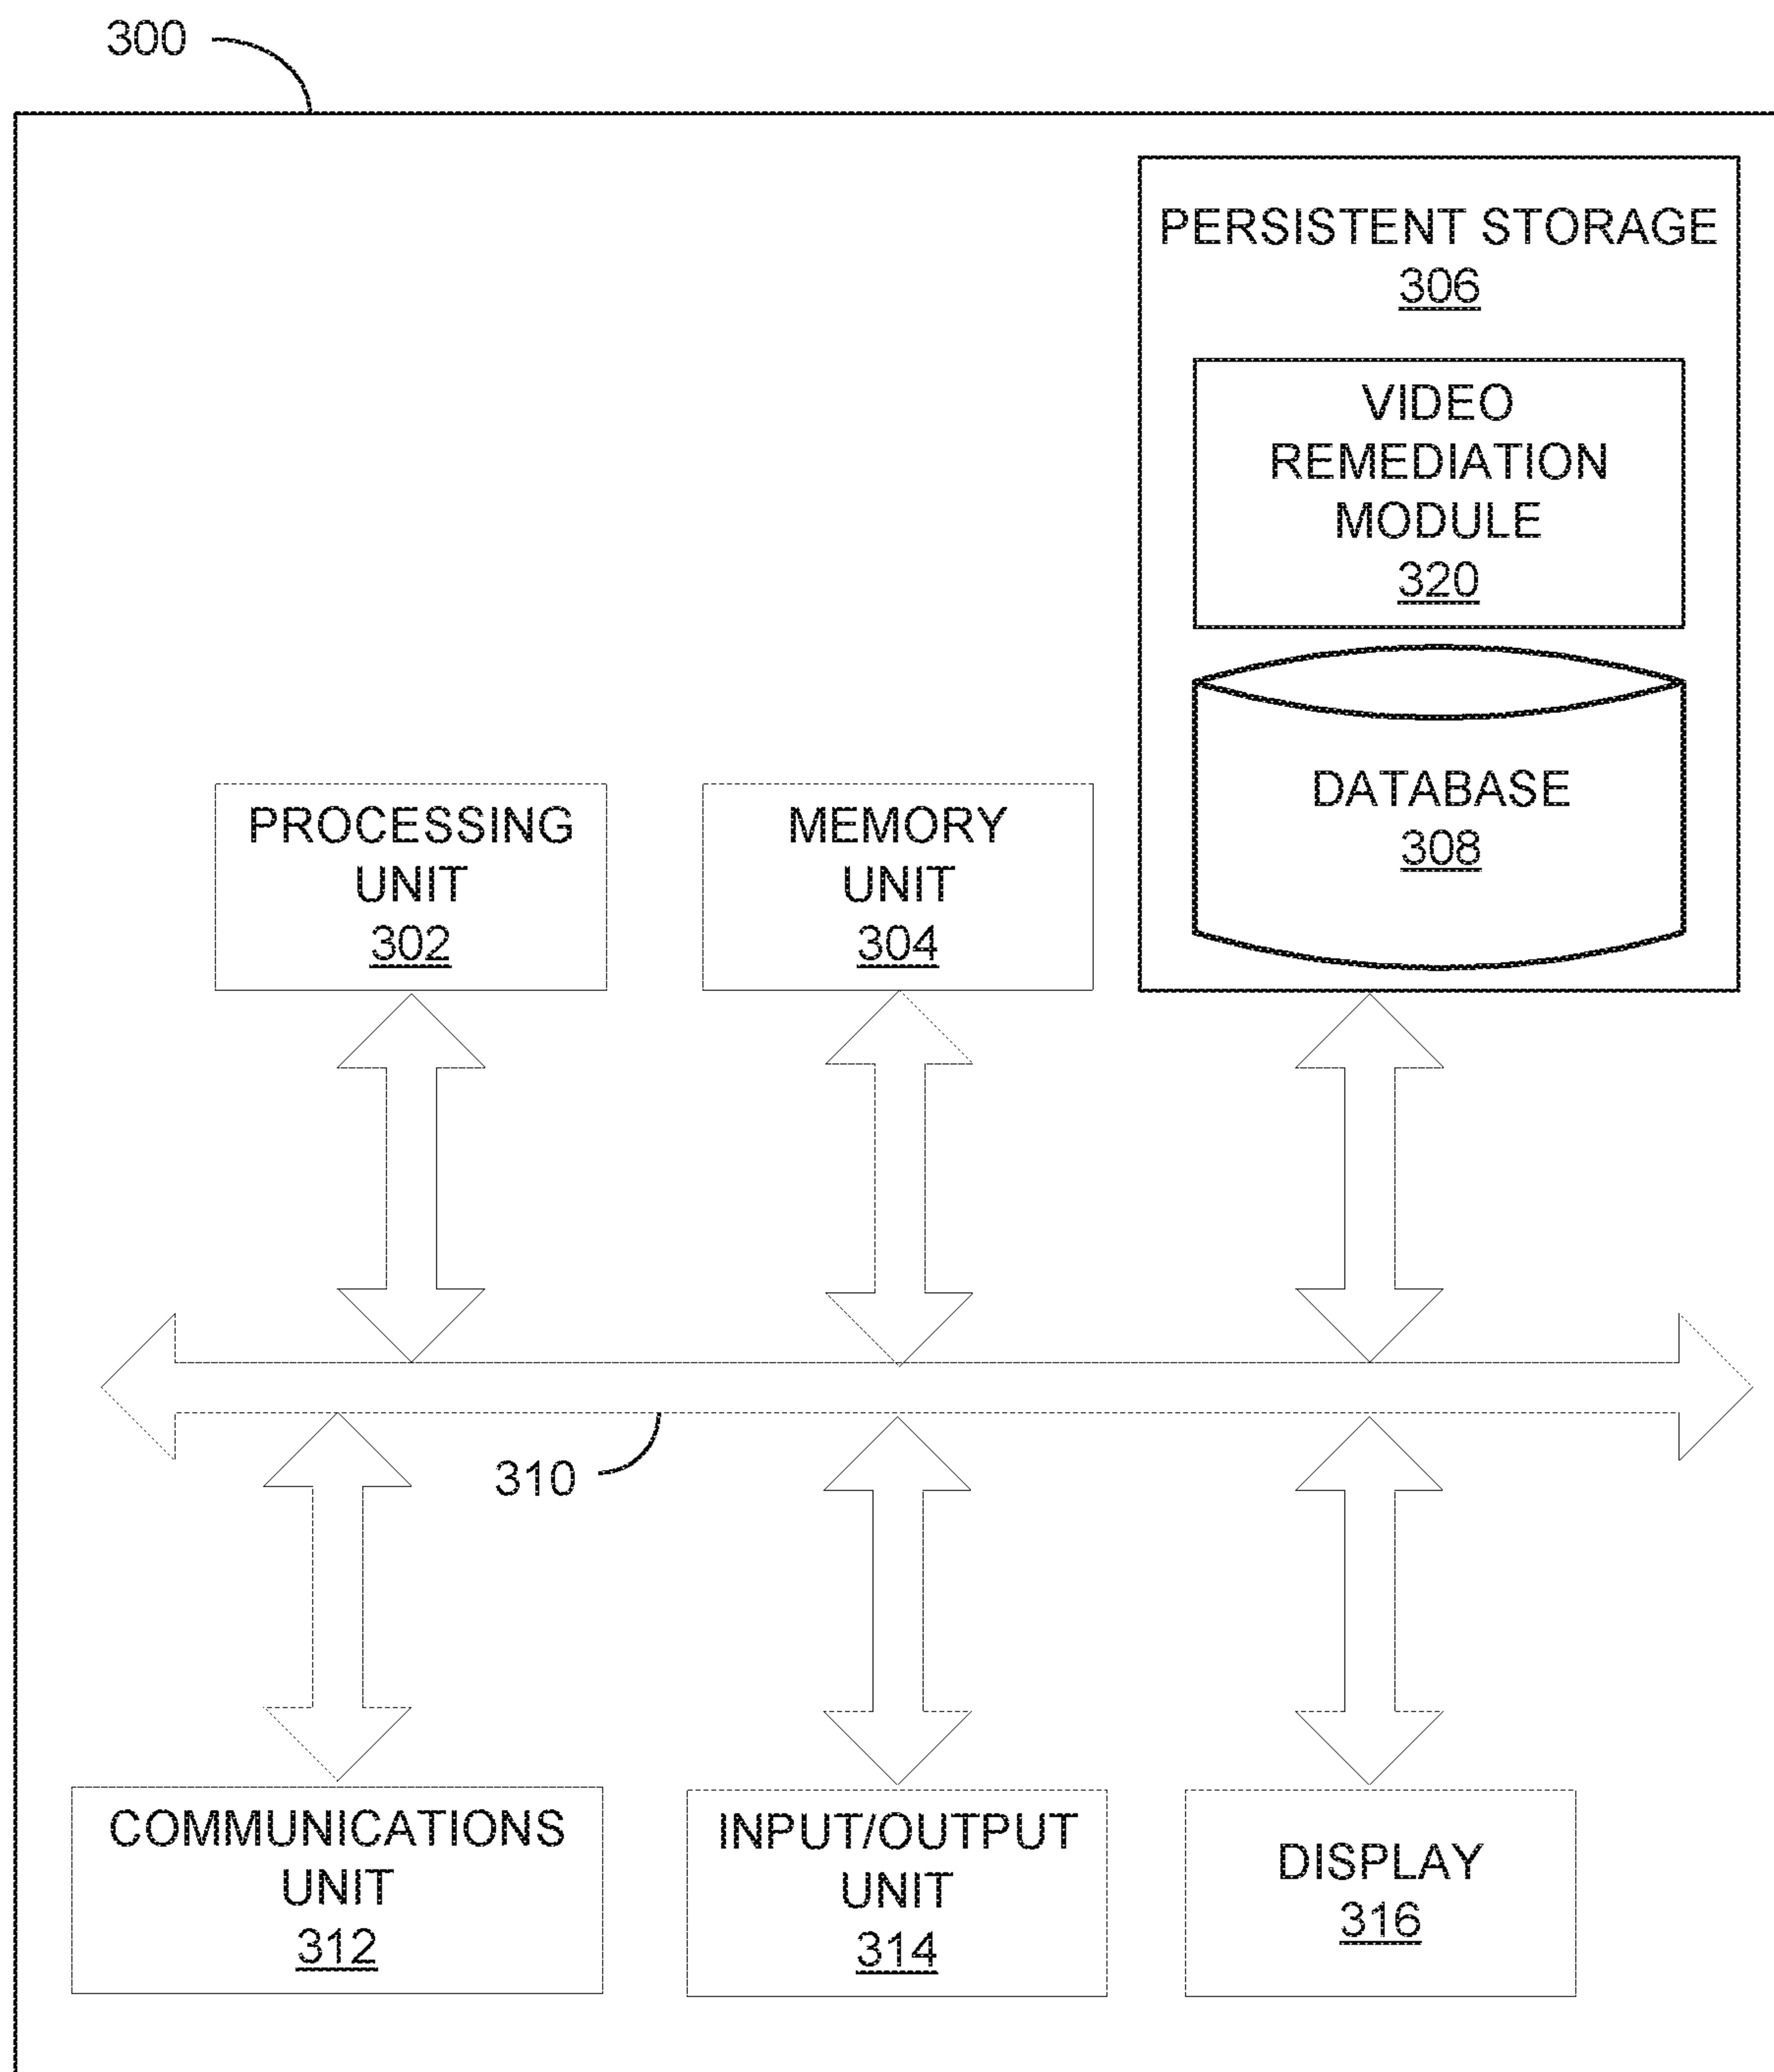 300
PERSISTENT STORAGE
306
VIDEO
REMEDIATION
MODULE
320
DATABASE
308
PROCESSING
UNIT
302
MEMORY
UNIT
304
310
COMMUNICATIONS
UNIT
312
INPUT/OUTPUT
UNIT
314
DISPLAY
316